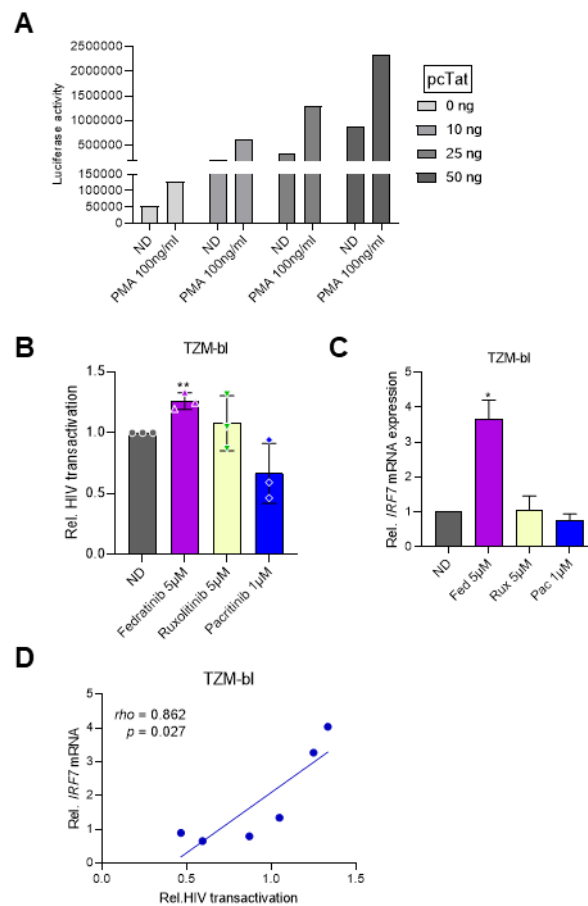 A
Luciferase activity
2500000
2000000
1500000
1000000
500000
150000
100000
50000
0
ND
PMA 100ng/ml
ND
PMA 100ng/ml
ND
PMA 100ng/ml
ND
PMA 100ng/ml
pcTat
0 ng
10 ng
25 ng
50 ng
B
TZM-bl
Rel. HIV transactivation
1.5
1.0
0.5
0.0
**
ND
Fedratinib 5µM
Ruxolitinib 5µM
Pacritinib 1µM
C
TZM-bl
Rel. IRF7 mRNA expression
5
4
3
2
1
0
*
ND
Fed 5µM
Rux 5µM
Pac 1µM
D
TZM-bl
rho = 0.862
p = 0.027
Rel. IRF7 mRNA
5
4
3
2
1
0
0.0
0.5
1.0
1.5
Rel.HIV transactivation